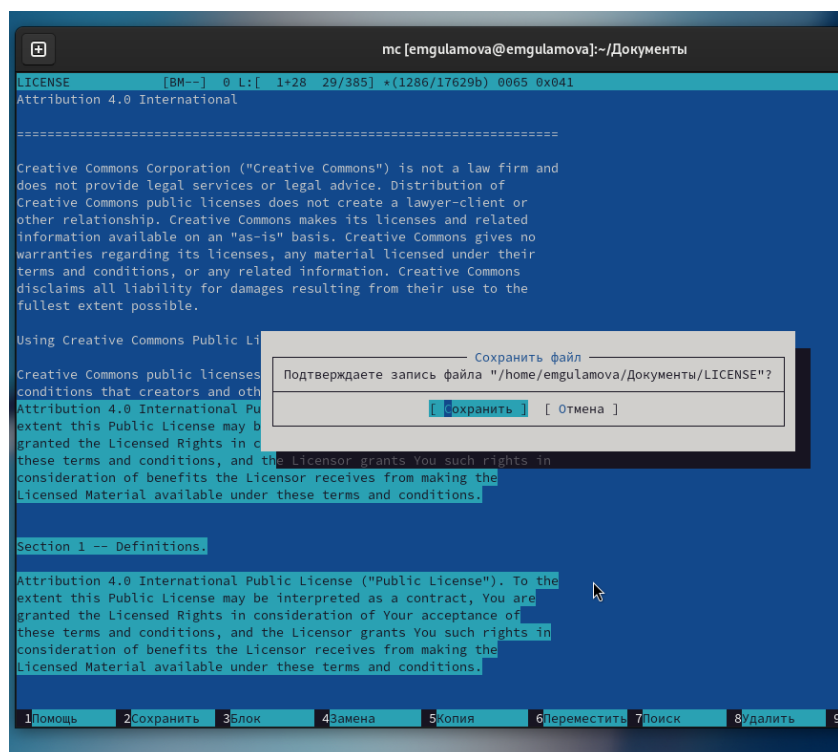 mc [emgulamova@emgulamova]:~/Документы
LICENSE [BM--] 0 L:[ 1+28 29/385] *(1286/17629b) 0065 0x041
Attribution 4.0 International
=======================================================================
Creative Commons Corporation ("Creative Commons") is not a law firm and
does not provide legal services or legal advice. Distribution of
Creative Commons public licenses does not create a lawyer-client or
other relationship. Creative Commons makes its licenses and related
information available on an "as-is" basis. Creative Commons gives no
warranties regarding its licenses, any material licensed under their
terms and conditions, or any related information. Creative Commons
disclaims all liability for damages resulting from their use to the
fullest extent possible.
Using Creative Commons Public Li
Сохранить файл
Creative Commons public licenses
Подтверждаете запись файла "/home/emgulamova/Документы/LICENSE"?
conditions that creators and oth
Attribution 4.0 International Pu
[ Сохранить ] [ Отмена ]
extent this Public License may b
granted the Licensed Rights in c
these terms and conditions, and the Licensor grants You such rights in
consideration of benefits the Licensor receives from making the
Licensed Material available under these terms and conditions.
Section 1 -- Definitions.
Attribution 4.0 International Public License ("Public License"). To the
extent this Public License may be interpreted as a contract, You are
granted the Licensed Rights in consideration of Your acceptance of
these terms and conditions, and the Licensor grants You such rights in
consideration of benefits the Licensor receives from making the
Licensed Material available under these terms and conditions.
1Помощь 2Сохранить 3Блок 4Замена 5Копия 6Переместить 7Поиск 8Удалить 9